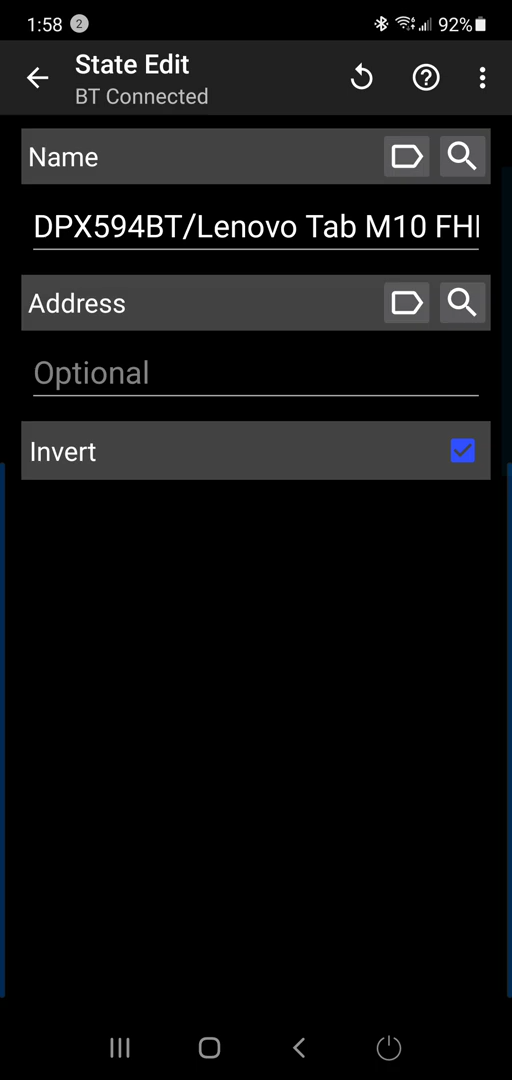 1:58 2 92%
State Edit
BT Connected
Name
DPX594BT/Lenovo Tab M10 FH
Address
Optional
Invert